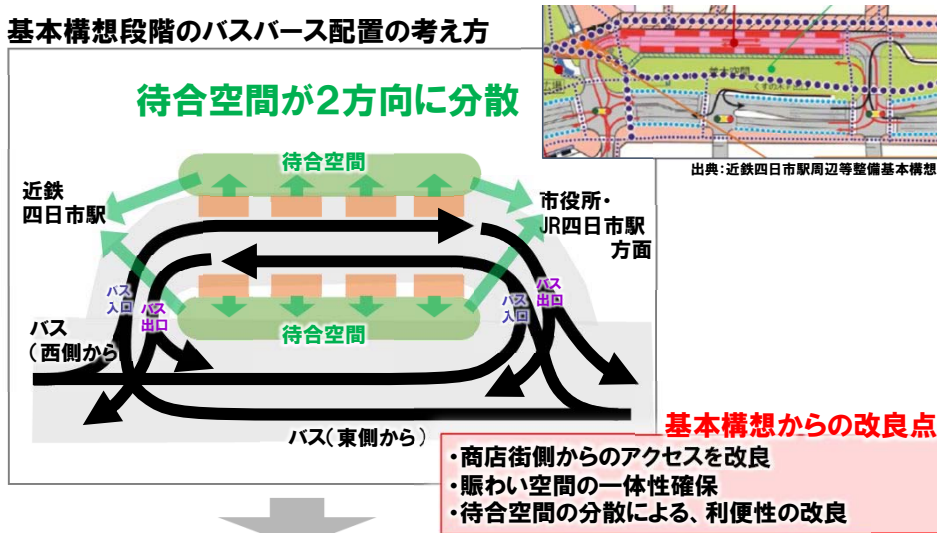 基本構想段階のバスバース配置の考え方
待合空間が2方向に分散
待合空間
近鉄
四日市駅
市役所・
JR四日市駅
方面
バス
入口
バス
出口
バス
入口
バス
出口
待合空間
バス
(西側から)
バス(東側から)
出典:近鉄四日市駅周辺等整備基本構想
基本構想からの改良点
・商店街側からのアクセスを改良
・賑わい空間の一体性確保
・待合空間の分散による、利便性の改良